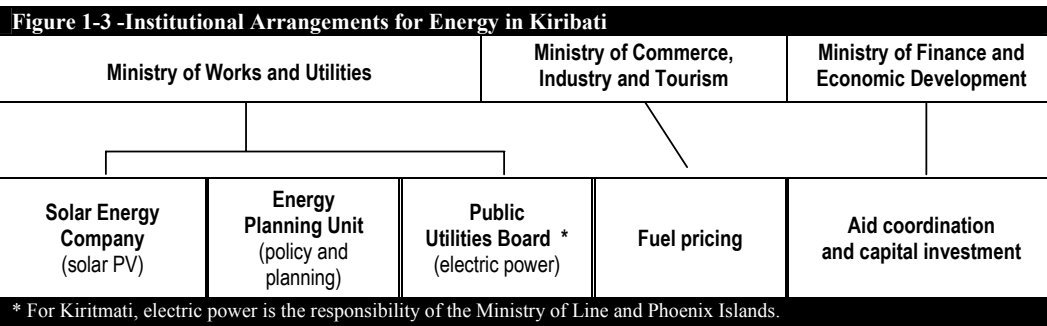 Figure 1-3 -Institutional Arrangements for Energy in Kiribati
Ministry of Works and Utilities
Ministry of Commerce,
Industry and Tourism
Ministry of Finance and
Economic Development
Solar Energy
Company
(solar PV)
Energy
Planning Unit
(policy and
planning)
Public
Utilities Board *
(electric power)
Fuel pricing
Aid coordination
and capital investment
* For Kiritmati, electric power is the responsibility of the Ministry of Line and Phoenix Islands.